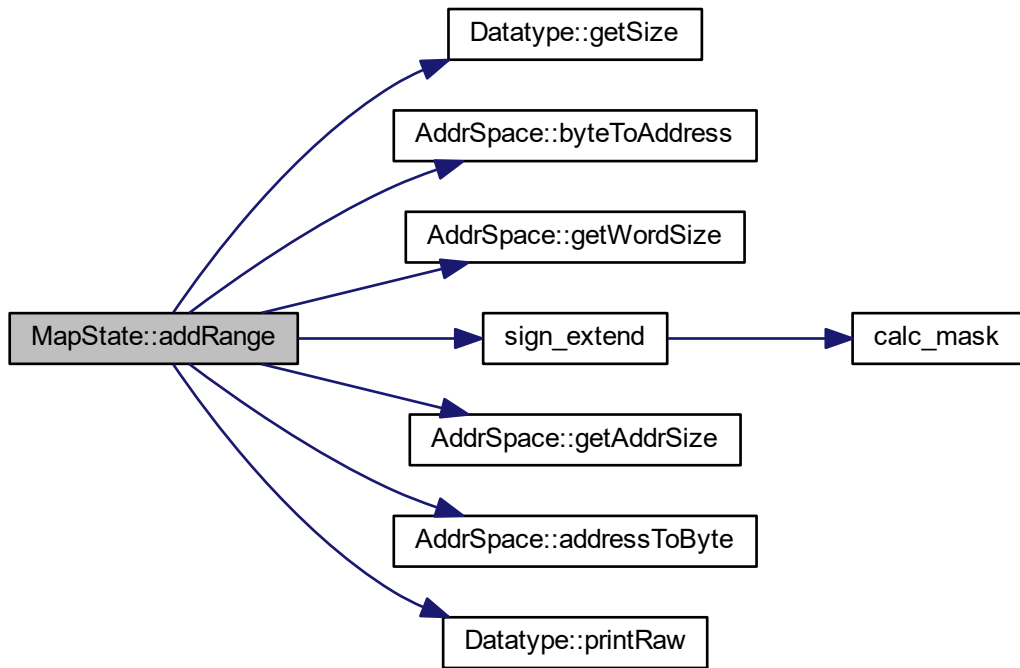 Datatype::getSize
AddrSpace::byteToAddress
AddrSpace::getWordSize
MapState::addRange
sign_extend
calc_mask
AddrSpace::getAddrSize
AddrSpace::addressToByte
Datatype::printRaw